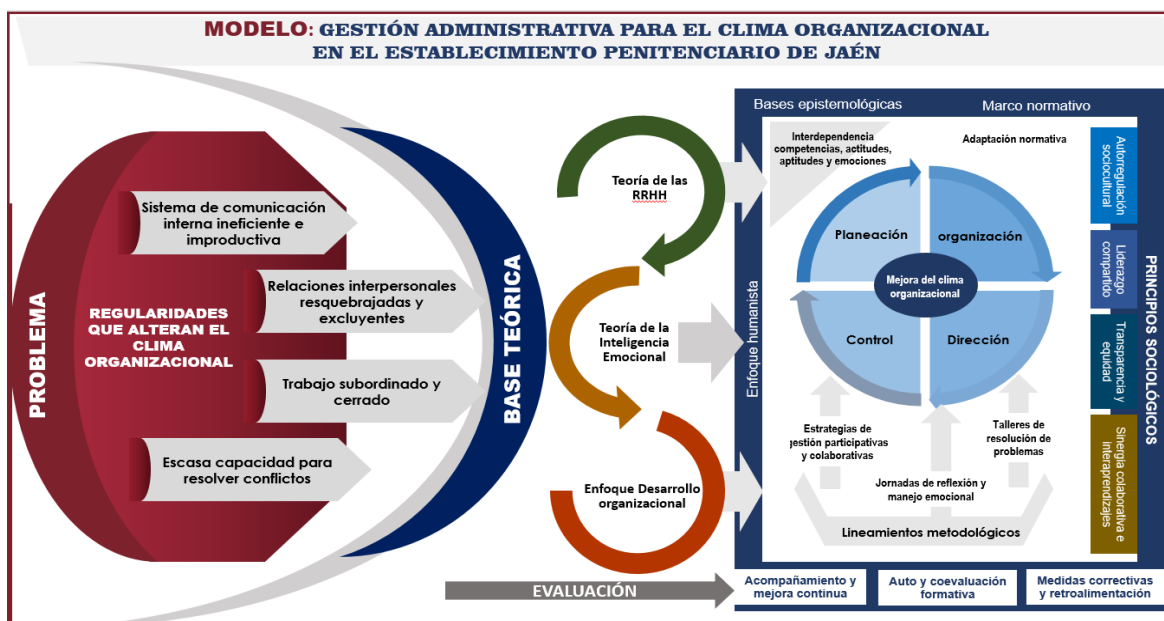 MODELO: GESTIÓN ADMINISTRATIVA PARA EL CLIMA ORGANIZACIONAL
EN EL ESTABLECIMIENTO PENITENCIARIO DE JAÉN
PROBLEMA
REGULARIDADES
QUE ALTERAN EL
CLIMA
ORGANIZACIONAL
Sistema de comunicación
interna ineficiente e
improductiva
Relaciones interpersonales
resquebrajadas y
excluyentes
Trabajo subordinado y
cerrado
Escasa capacidad para
resolver conflictos
BASE TEÓRICA
Teoría de las
RRHH
Teoría de la
Inteligencia
Emocional
Enfoque Desarrollo
organizacional
Bases epistemológicas
Marco normativo
Enfoque humanista
Interdependencia
competencias, actitudes,
aptitudes y emociones
Adaptación normativa
Planeación
organización
Mejora del clima
organizacional
Control
Dirección
Estrategias de
gestión participativas
y colaborativas
Jornadas de reflexión y
manejo emocional
Talleres de
resolución de
problemas
Lineamientos metodológicos
Autorregulación
sociocultural
Liderazgo
compartido
Transparencia y
equidad
Sinergia colaborativa e
interaprendizajes
PRINCIPIOS SOCIOLÓGICOS
EVALUACIÓN
Acompañamiento y
mejora continua
Auto y coevaluación
formativa
Medidas correctivas
y retroalimentación